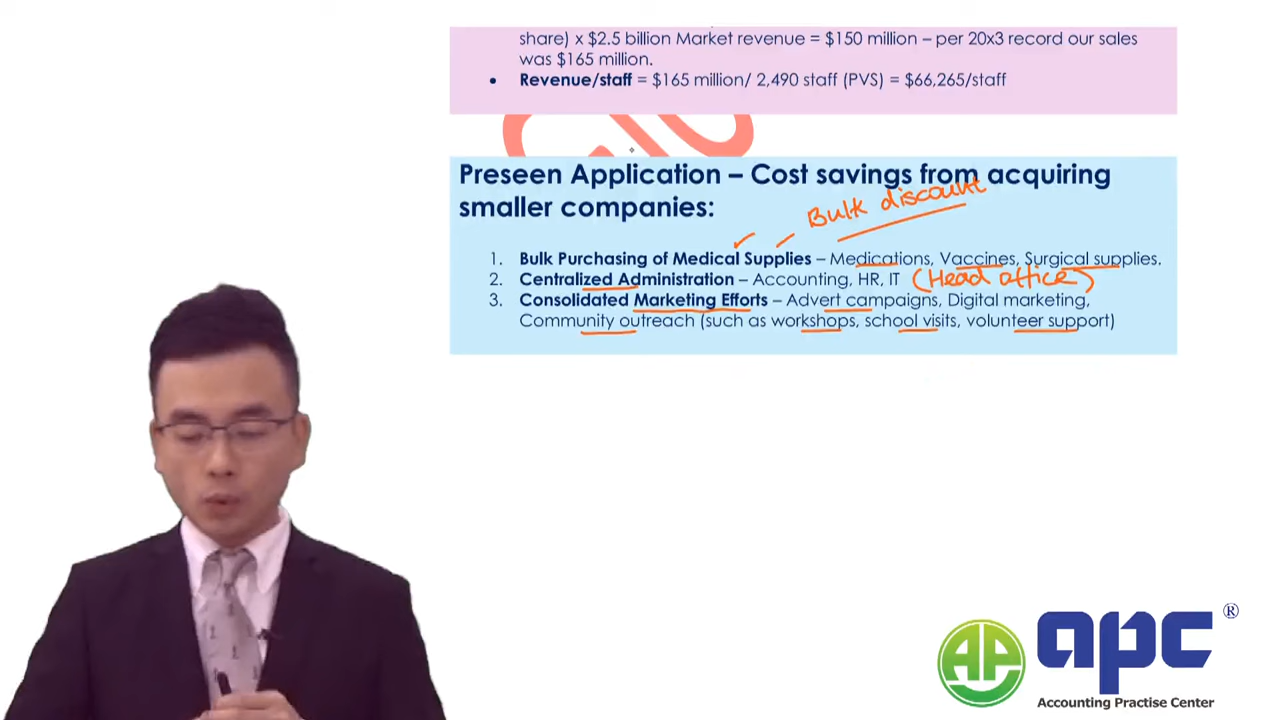 share) x $2.5 billion Market revenue = $150 million – per 20x3 record our sales
was $165 million.
• Revenue/staff = $165 million/ 2,490 staff (PVS) = $66,265/staff
Preseen Application – Cost savings from acquiring
smaller companies:
Bulk discount
1. Bulk Purchasing of Medical Supplies – Medications, Vaccines, Surgical supplies.
2. Centralized Administration – Accounting, HR, IT (Head office)
3. Consolidated Marketing Efforts – Advert campaigns, Digital marketing,
Community outreach (such as workshops, school visits, volunteer support)
AP
apc®
Accounting Practise Center